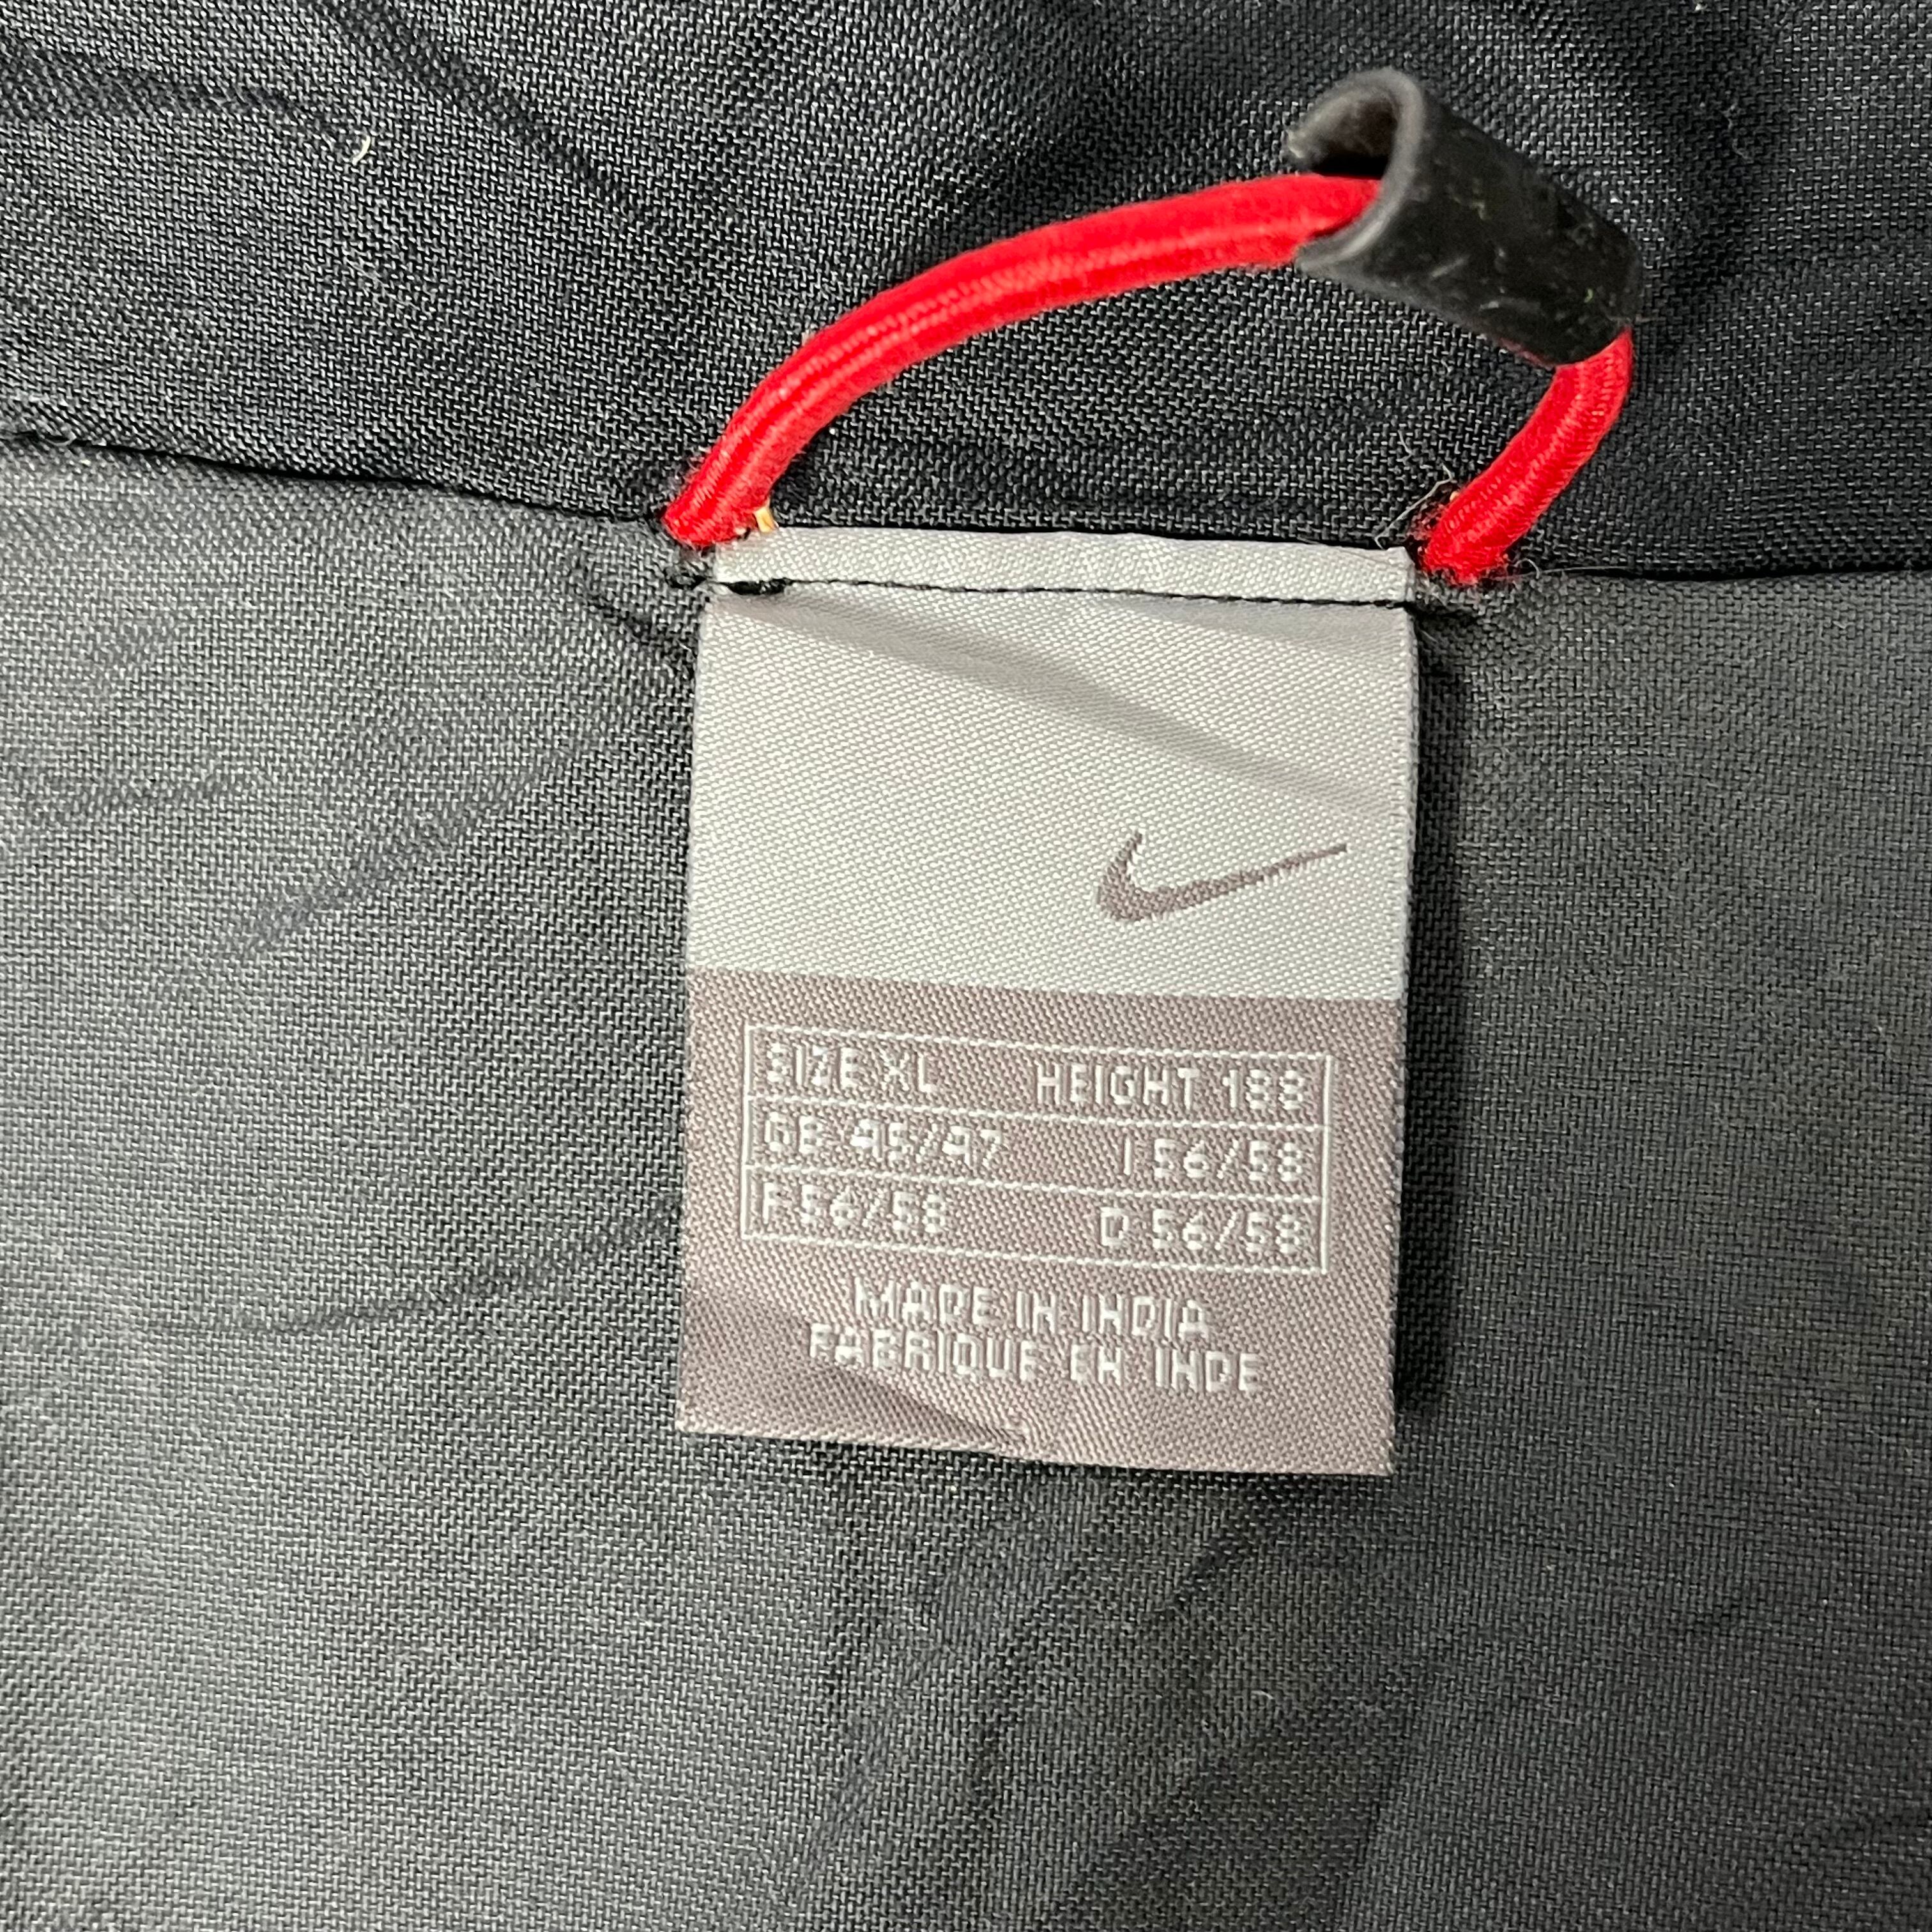 SIZE XL HEIGHT 188
GB 45/47 I 56/58
F 56/58 D 56/58
MADE IN INDIA
FABRIQUE EN INDE